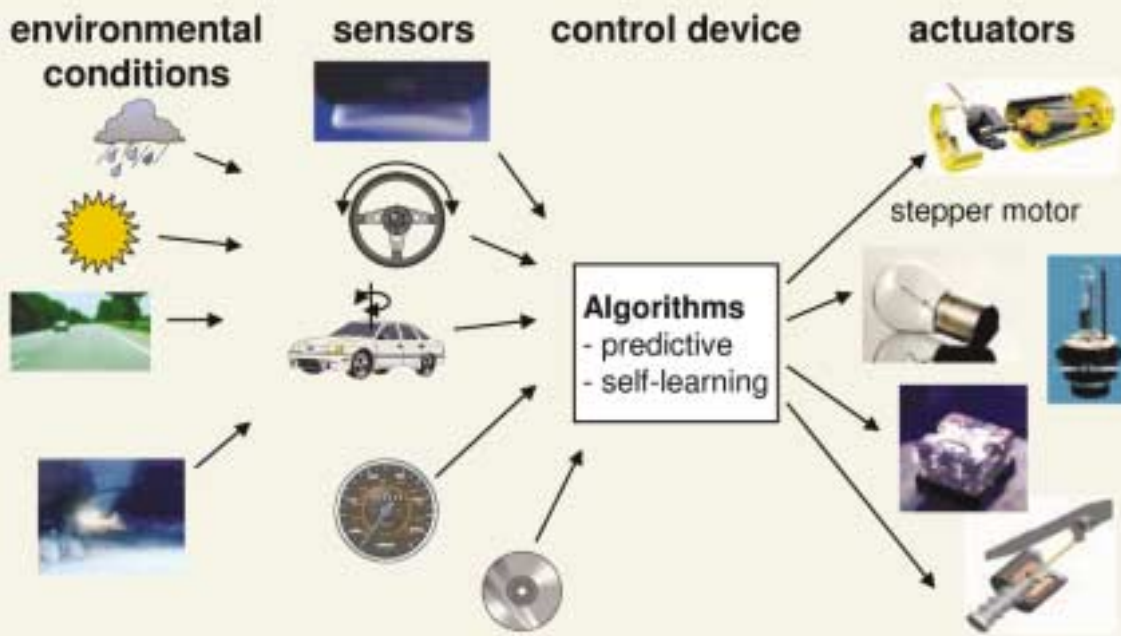 environmental
conditions
sensors
control device
actuators
stepper motor
Algorithms
- predictive
- self-learning